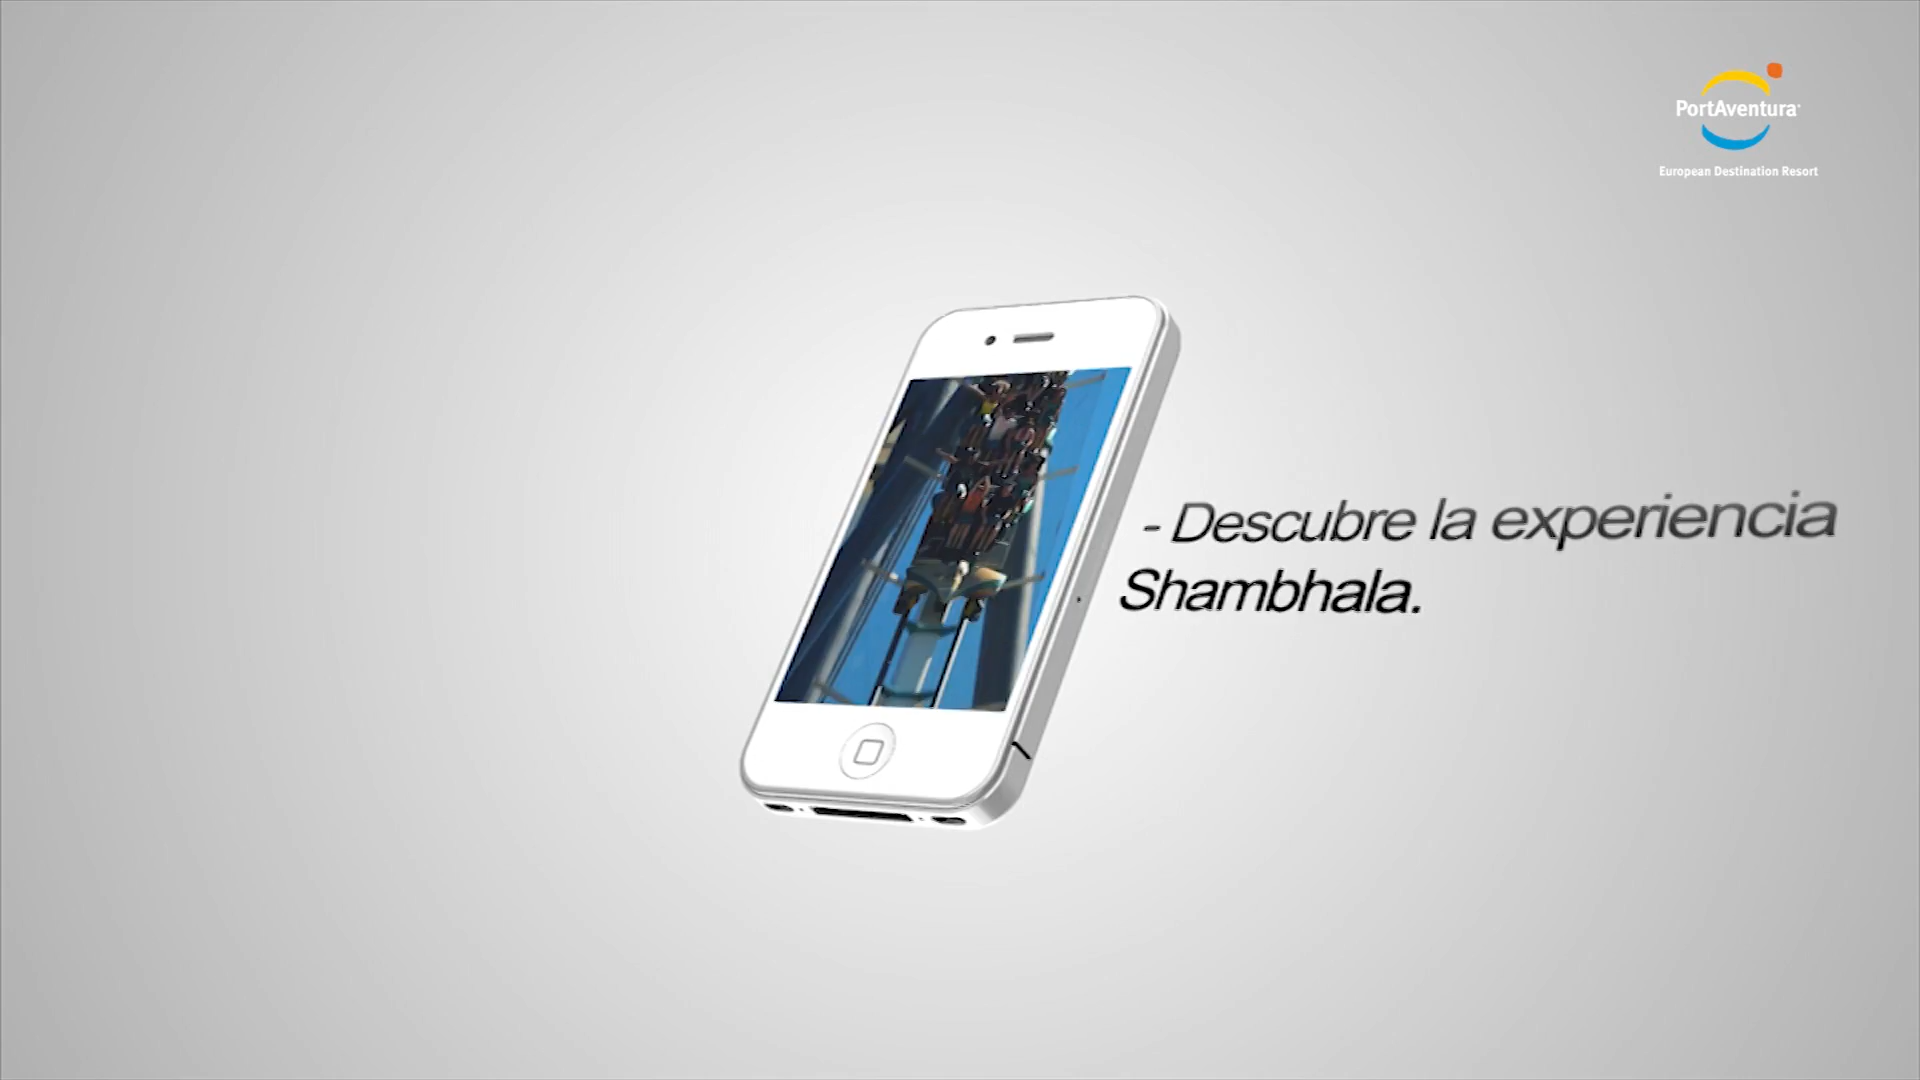 PortAventura
European Destination Resort
- Descubre la experiencia
Shambhala.